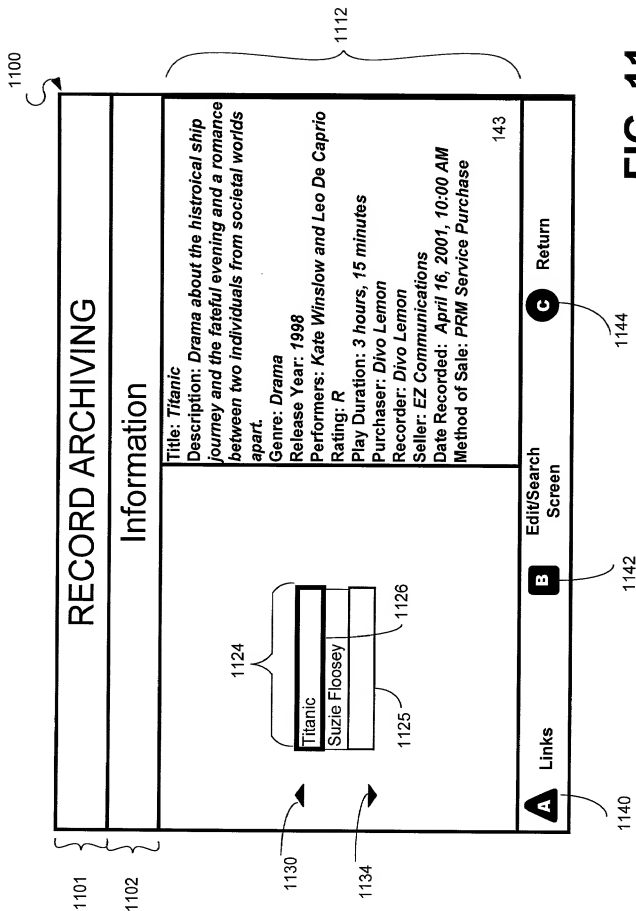 1100
RECORD ARCHIVING
1101
Information
1102
Title: Titanic
Description: Drama about the histroical ship
journey and the fateful evening and a romance
between two individuals from societal worlds
apart.
Genre: Drama
Release Year: 1998
Performers: Kate Winslow and Leo De Caprio
Rating: R
Play Duration: 3 hours, 15 minutes
Purchaser: Divo Lemon
Recorder: Divo Lemon
Seller: EZ Communications
Date Recorded: April 16, 2001, 10:00 AM
Method of Sale: PRM Service Purchase
143
1112
1124
1130
Titanic
Suzie Floosey
1126
1125
1134
A Links
B Edit/Search
Screen
C Return
1140
1142
1144
FIG. 11